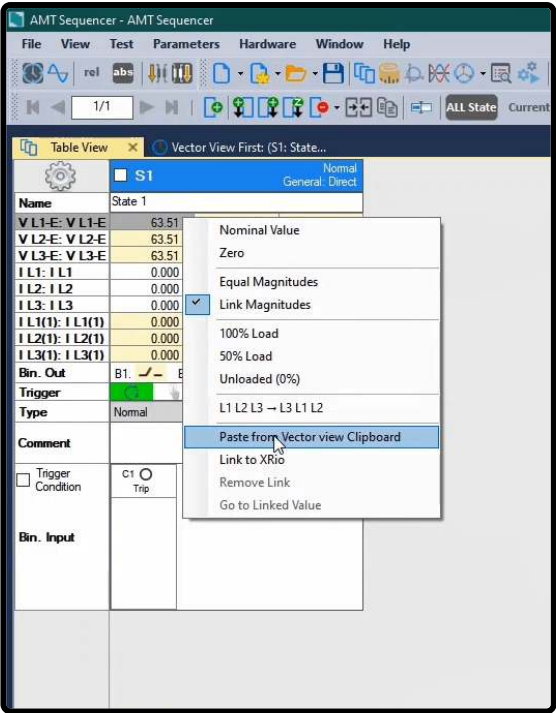 AMT Sequencer - AMT Sequencer
File View Test Parameters Hardware Window Help
rel abs
1/1 ALL State Current
Table View × Vector View First: (S1: State...
S1 Normal
General: Direct
Name State 1
V L1-E: V L1-E 63.51
V L2-E: V L2-E 63.51
V L3-E: V L3-E 63.51
I L1: I L1 0.000
I L2: I L2 0.000
I L3: I L3 0.000
I L1(1): I L1(1) 0.000
I L2(1): I L2(1) 0.000
I L3(1): I L3(1) 0.000
Bin. Out B1.
Trigger
Type Normal
Comment
Trigger Condition C1 Trip
Bin. Input
Nominal Value
Zero
Equal Magnitudes
Link Magnitudes
100% Load
50% Load
Unloaded (0%)
L1 L2 L3 → L3 L1 L2
Paste from Vector view Clipboard
Link to XRio
Remove Link
Go to Linked Value